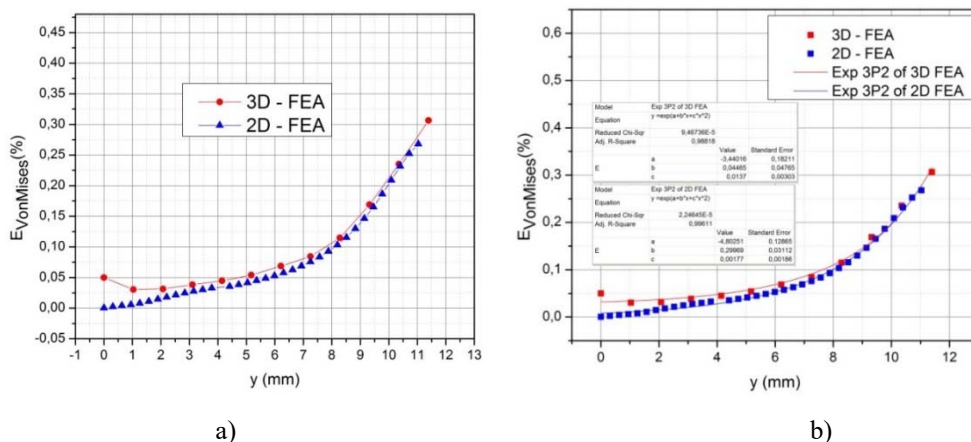 0,45
0,40
0,35
0,30
0,25
0,20
0,15
0,10
0,05
0,00
-0,05
E_VonMises(%)
3D - FEA
2D - FEA
-1 0 1 2 3 4 5 6 7 8 9 10 11 12 13
y (mm)
a)
0,6
0,5
0,4
0,3
0,2
0,1
0,0
E_VonMises(%)
3D - FEA
2D - FEA
Exp 3P2 of 3D FEA
Exp 3P2 of 2D FEA
Model Exp 3P2 of 3D FEA
Equation y =exp(a+b*x+c*x^2)
Reduced Chi-Sqr 9,46736E-5
Adj. R-Square 0,98818
Value Standard Error
a -3,44016 0,18211
E b 0,04465 0,04765
c 0,0137 0,00303
Model Exp 3P2 of 2D FEA
Equation y =exp(a+b*x+c*x^2)
Reduced Chi-Sqr 2,24645E-5
Adj. R-Square 0,99611
Value Standard Error
a -4,80251 0,12865
E b 0,29969 0,03112
c 0,00177 0,00186
0 2 4 6 8 10 12
y (mm)
b)